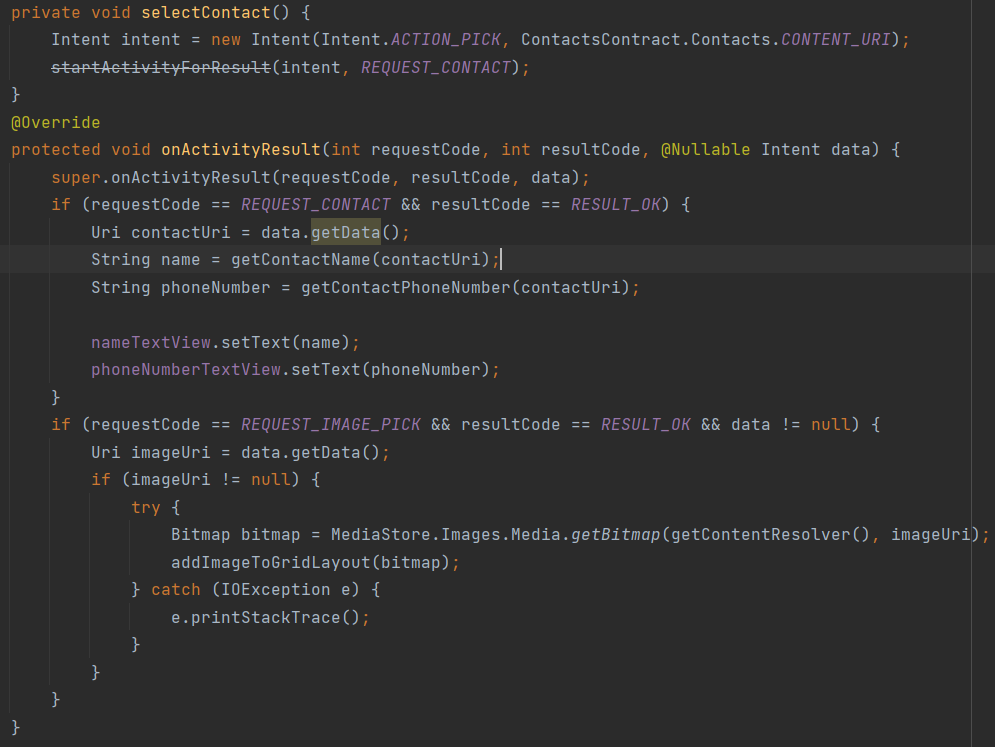 private void selectContact() {
Intent intent = new Intent(Intent.ACTION_PICK, ContactsContract.Contacts.CONTENT_URI);
startActivityForResult(intent, REQUEST_CONTACT);
}
@Override
protected void onActivityResult(int requestCode, int resultCode, @Nullable Intent data) {
super.onActivityResult(requestCode, resultCode, data);
if (requestCode == REQUEST_CONTACT && resultCode == RESULT_OK) {
Uri contactUri = data.getData();
String name = getContactName(contactUri);
String phoneNumber = getContactPhoneNumber(contactUri);
nameTextView.setText(name);
phoneNumberTextView.setText(phoneNumber);
}
if (requestCode == REQUEST_IMAGE_PICK && resultCode == RESULT_OK && data != null) {
Uri imageUri = data.getData();
if (imageUri != null) {
try {
Bitmap bitmap = MediaStore.Images.Media.getBitmap(getContentResolver(), imageUri);
addImageToGridLayout(bitmap);
} catch (IOException e) {
e.printStackTrace();
}
}
}
}